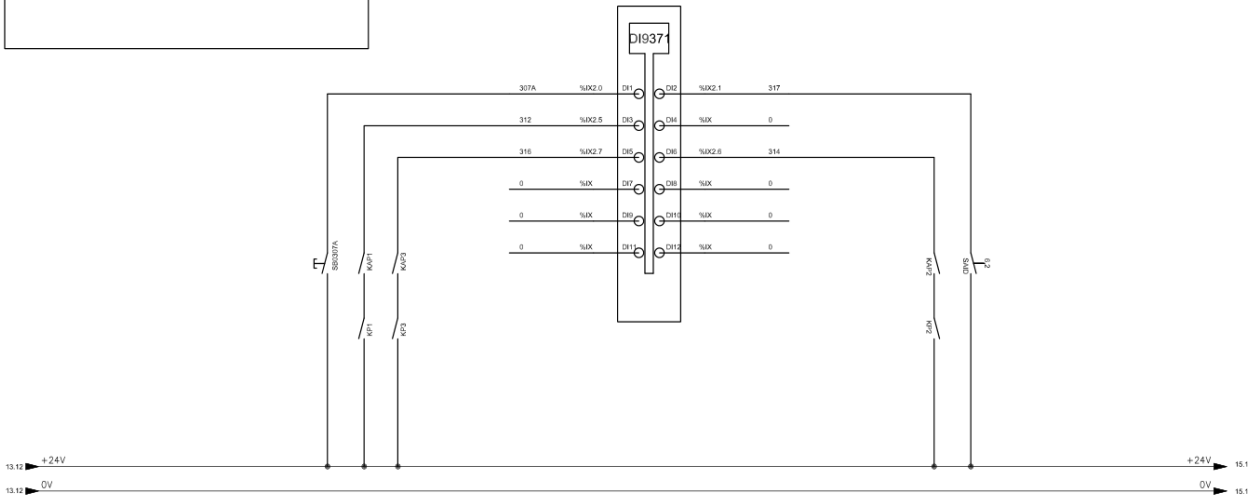 DI9371
307A %IX2.0 DI1 DI2 %IX2.1 317
312 %IX2.5 DI3 DI4 %IX 0
316 %IX2.7 DI5 DI6 %IX2.6 314
0 %IX DI7 DI8 %IX 0
0 %IX DI9 DI10 %IX 0
0 %IX DI11 DI12 %IX 0
SB0307A KAP1 KAP3 KAP2 SAID 6.2
KP1 KP3 KP2
13.12 +24V +24V 15.1
13.12 0V 0V 15.1